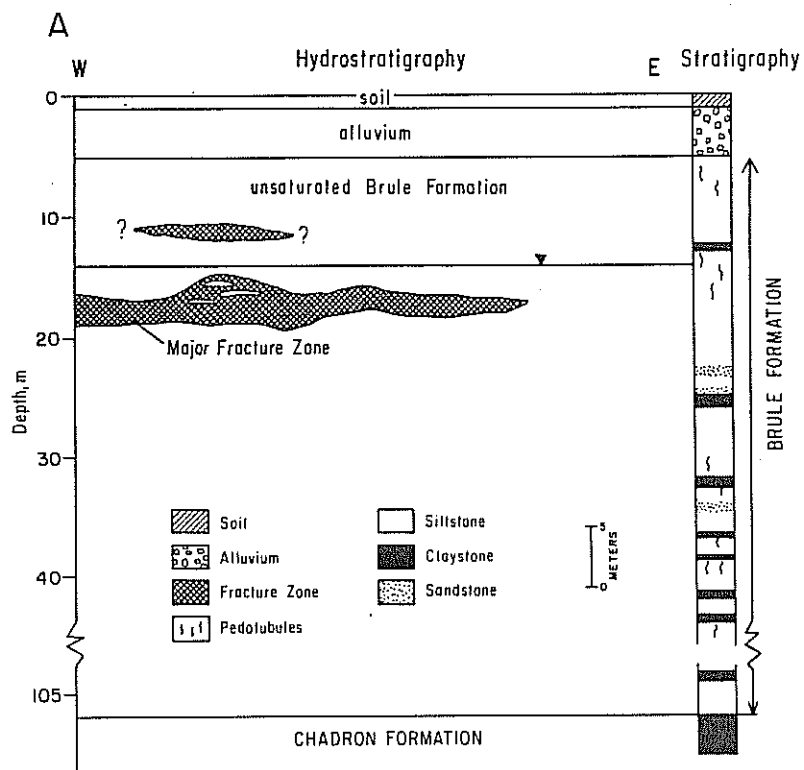 A
Hydrostratigraphy
W
E
Stratigraphy
0
soil
alluvium
unsaturated Brule Formation
10
? ?
20
Major Fracture Zone
Depth, m
30
Soil
Alluvium
Fracture Zone
Pedotubules
Siltstone
Claystone
Sandstone
5
METERS
0
40
105
CHADRON FORMATION
BRULE FORMATION